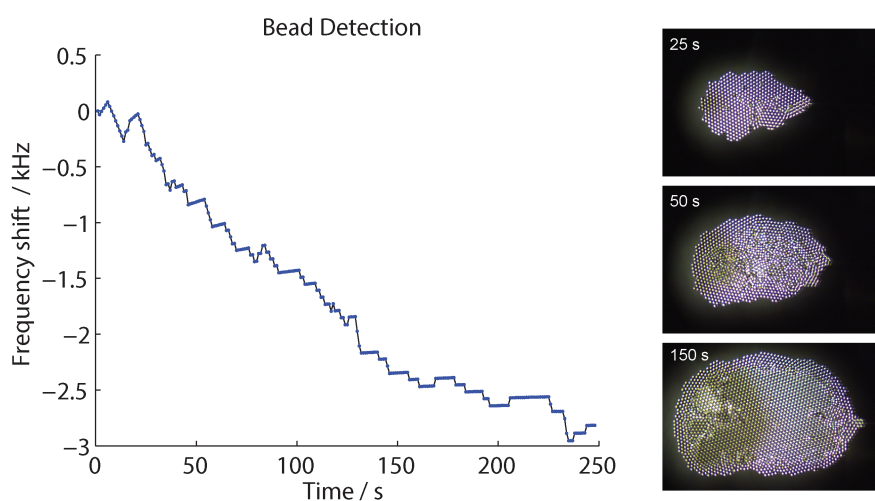 Bead Detection
0.5
0
−0.5
−1
−1.5
−2
−2.5
−3
Frequency shift / kHz
0 50 100 150 200 250
Time / s
25 s
50 s
150 s